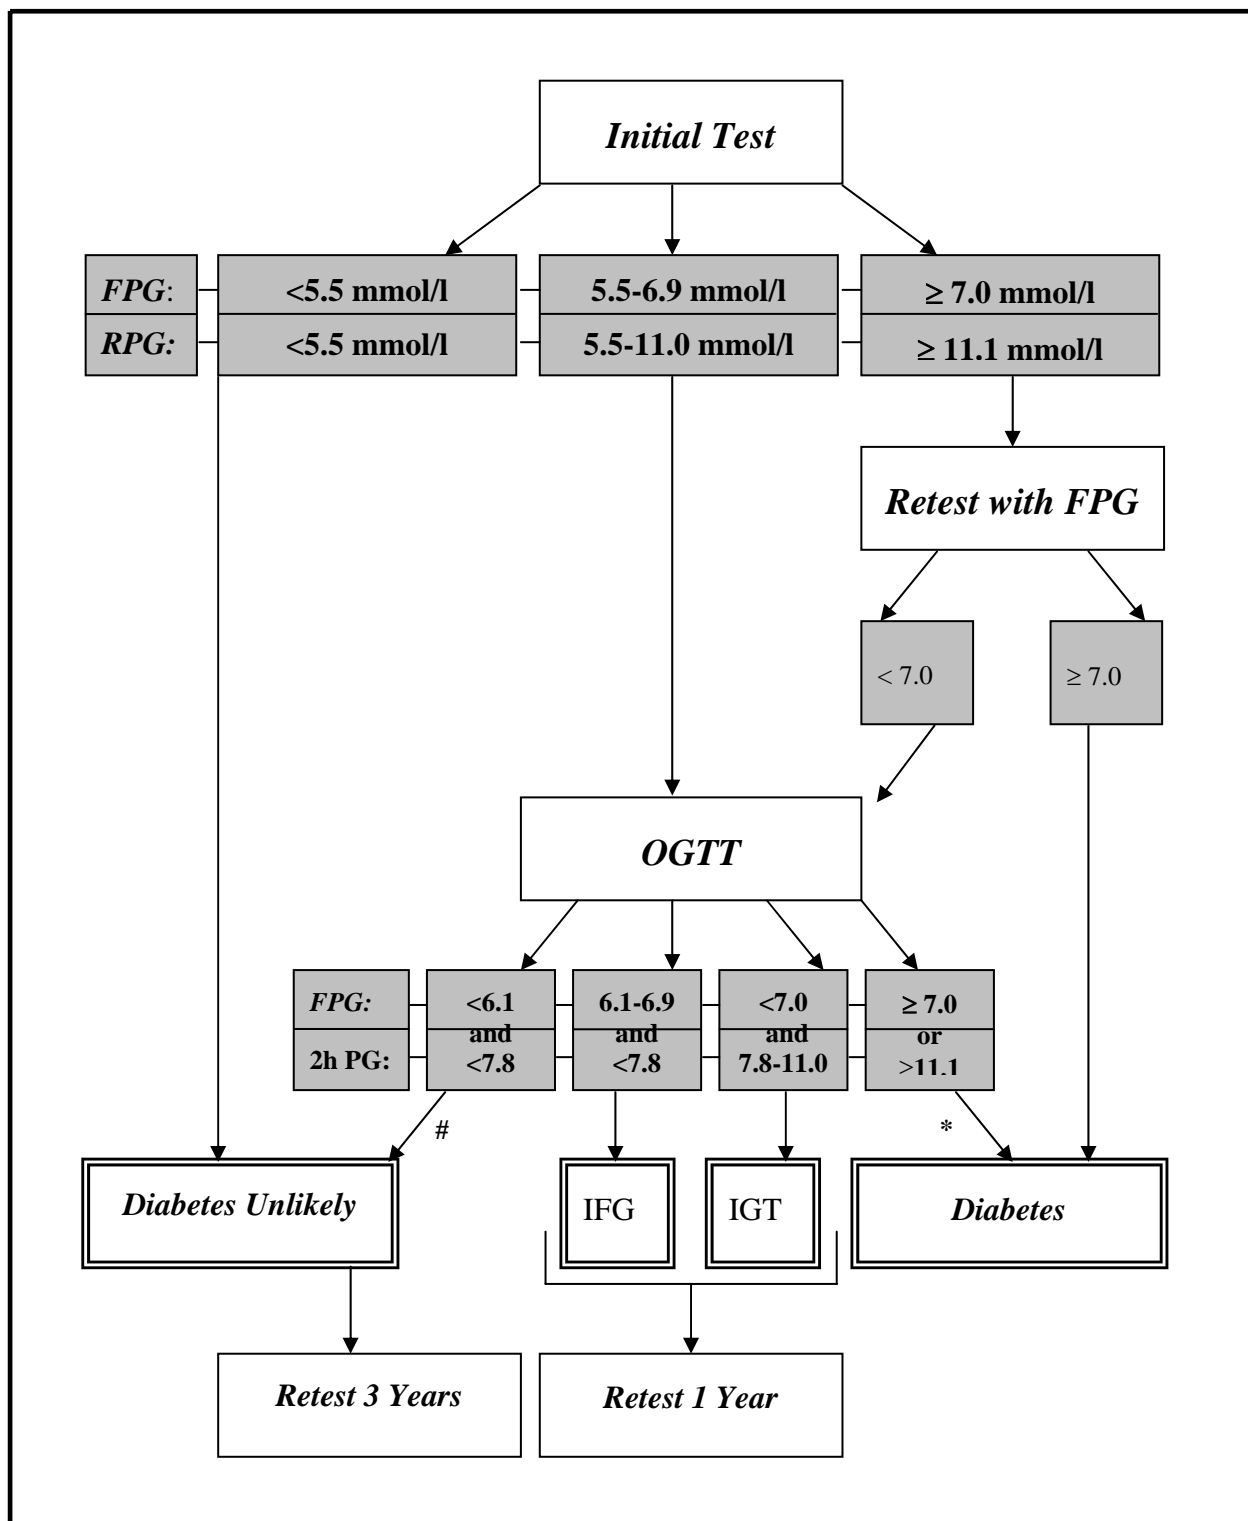 Initial Test
FPG: <5.5 mmol/l 5.5-6.9 mmol/l ≥ 7.0 mmol/l
RPG: <5.5 mmol/l 5.5-11.0 mmol/l ≥ 11.1 mmol/l
Retest with FPG
< 7.0 ≥ 7.0
OGTT
FPG: <6.1 6.1-6.9 <7.0 ≥ 7.0
and and and or
2h PG: <7.8 <7.8 7.8-11.0 >11.1
# *
Diabetes Unlikely IFG IGT Diabetes
Retest 3 Years Retest 1 Year